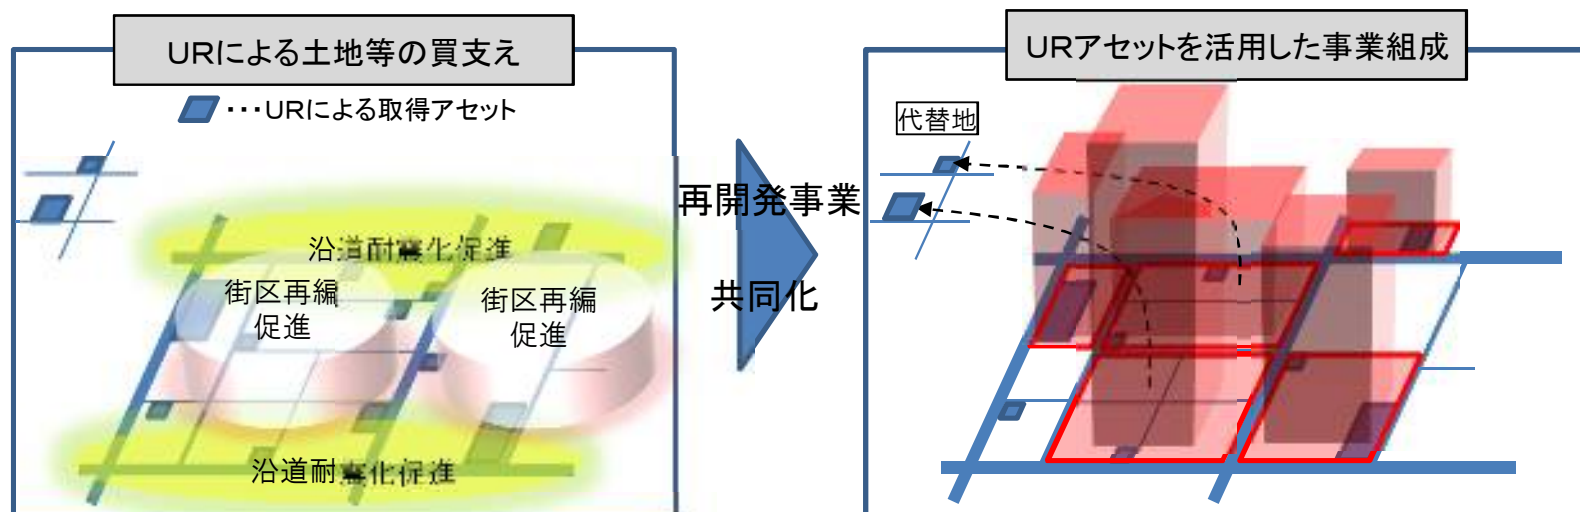 URによる土地等の買支え
・・・URによる取得アセット
沿道耐震化促進
街区再編
促進
街区再編
促進
沿道耐震化促進
再開発事業
共同化
URアセットを活用した事業組成
代替地